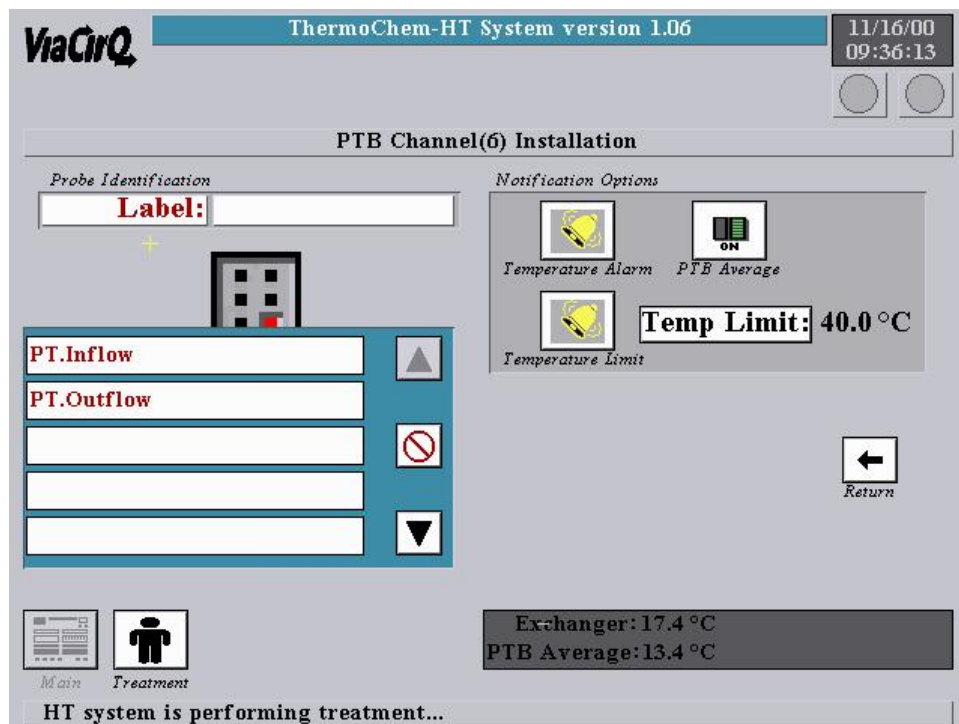 ViaCirQ
ThermoChem-HT System version 1.06
11/16/00
09:36:13
PTB Channel(6) Installation
Probe Identification
Label:
Notification Options
Temperature Alarm
ON
PTB Average
Temperature Limit
Temp Limit: 40.0 °C
PT.Inflow
PT.Outflow
Return
Main
Treatment
Exchanger: 17.4 °C
PTB Average: 13.4 °C
HT system is performing treatment...